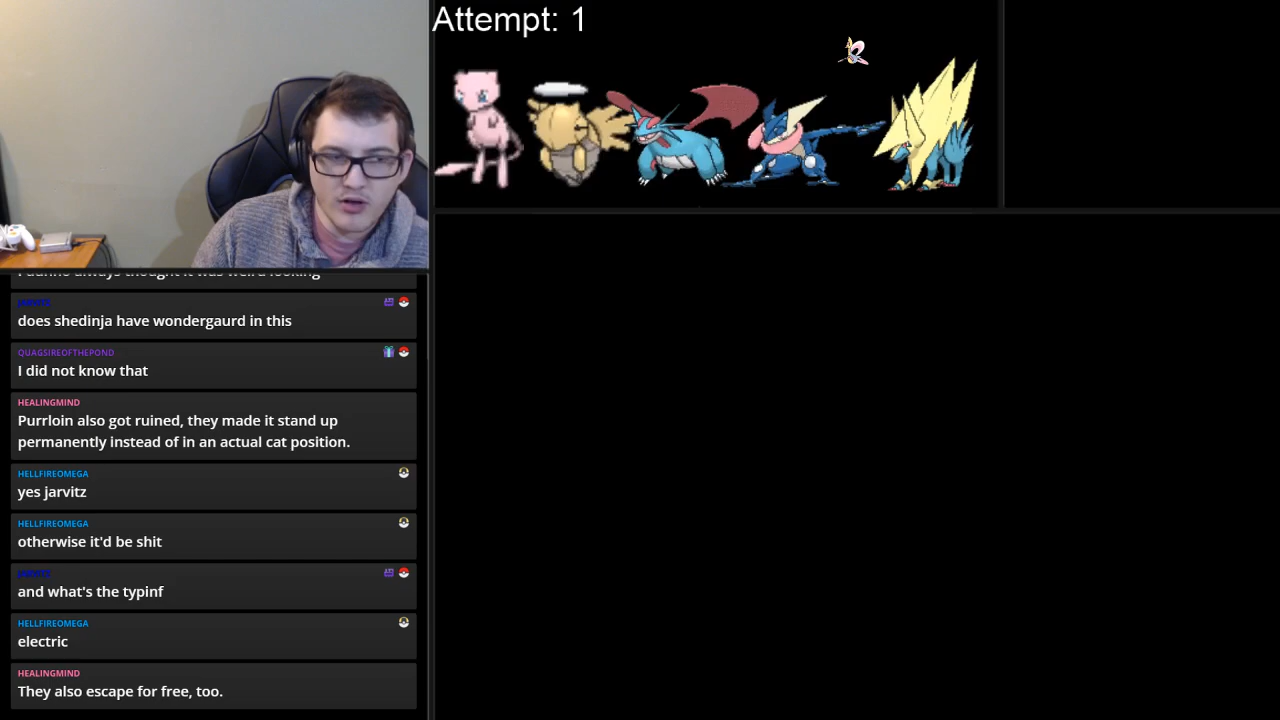 Attempt: 1
does shedinja have wondergaurd in this
QUAGSIREOFTHEPOND
I did not know that
HEALINGMIND
Purrloin also got ruined, they made it stand up
permanently instead of in an actual cat position.
HELLFIREOMEGA
yes jarvitz
HELLFIREOMEGA
otherwise it'd be shit
and what's the typinf
HELLFIREOMEGA
electric
HEALINGMIND
They also escape for free, too.